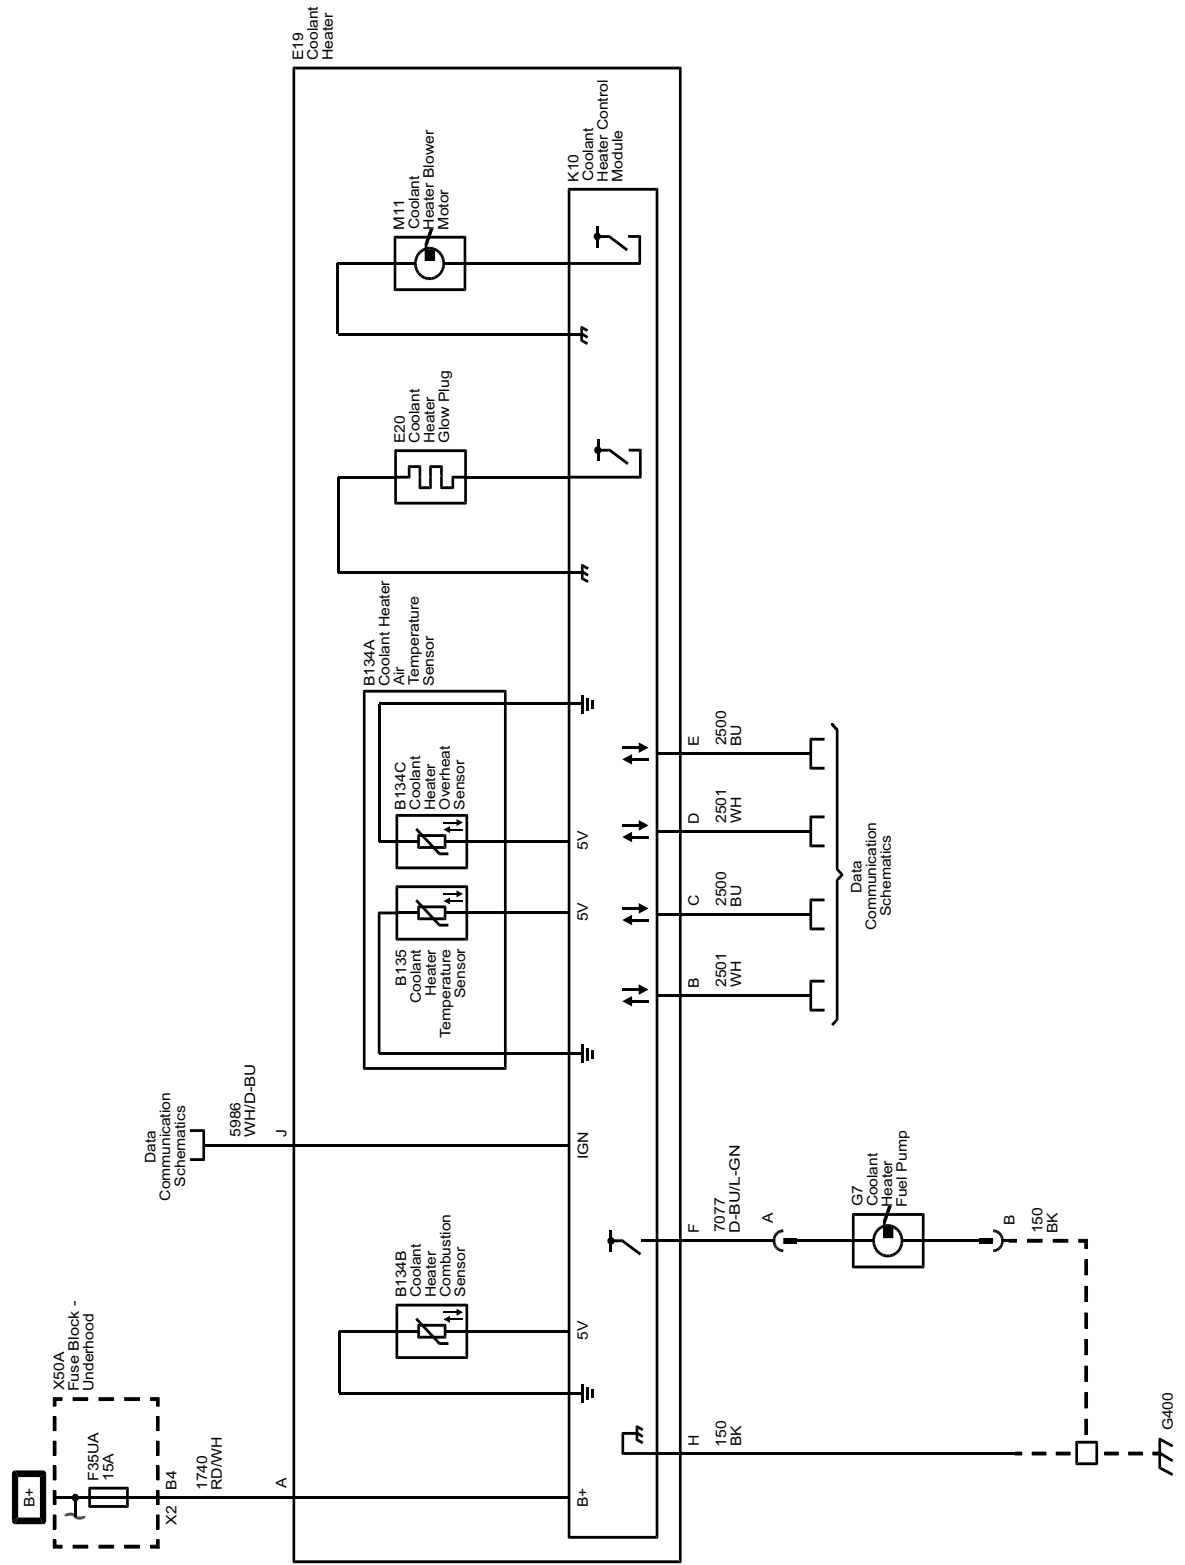 B+
F35UA
15A
X50A
Fuse Block -
Underhood
X2
B4
1740
RD/WH
A
Data
Communication
Schematics
5986
WH/D-BU
J
E19
Coolant
Heater
B134B
Coolant
Heater
Combustion
Sensor
B135
Coolant
Heater
Temperature
Sensor
B134C
Coolant
Heater
Overheat
Sensor
B134A
Coolant Heater
Air
Temperature
Sensor
E20
Coolant
Heater
Glow Plug
M11
Coolant
Heater Blower
Motor
B+
5V
IGN
5V
5V
K10
Coolant
Heater Control
Module
H
150
BK
F
7077
D-BU/L-GN
A
G7
Coolant
Heater
Fuel Pump
B
150
BK
B
2501
WH
C
2500
BU
D
2501
WH
E
2500
BU
Data
Communication
Schematics
G400